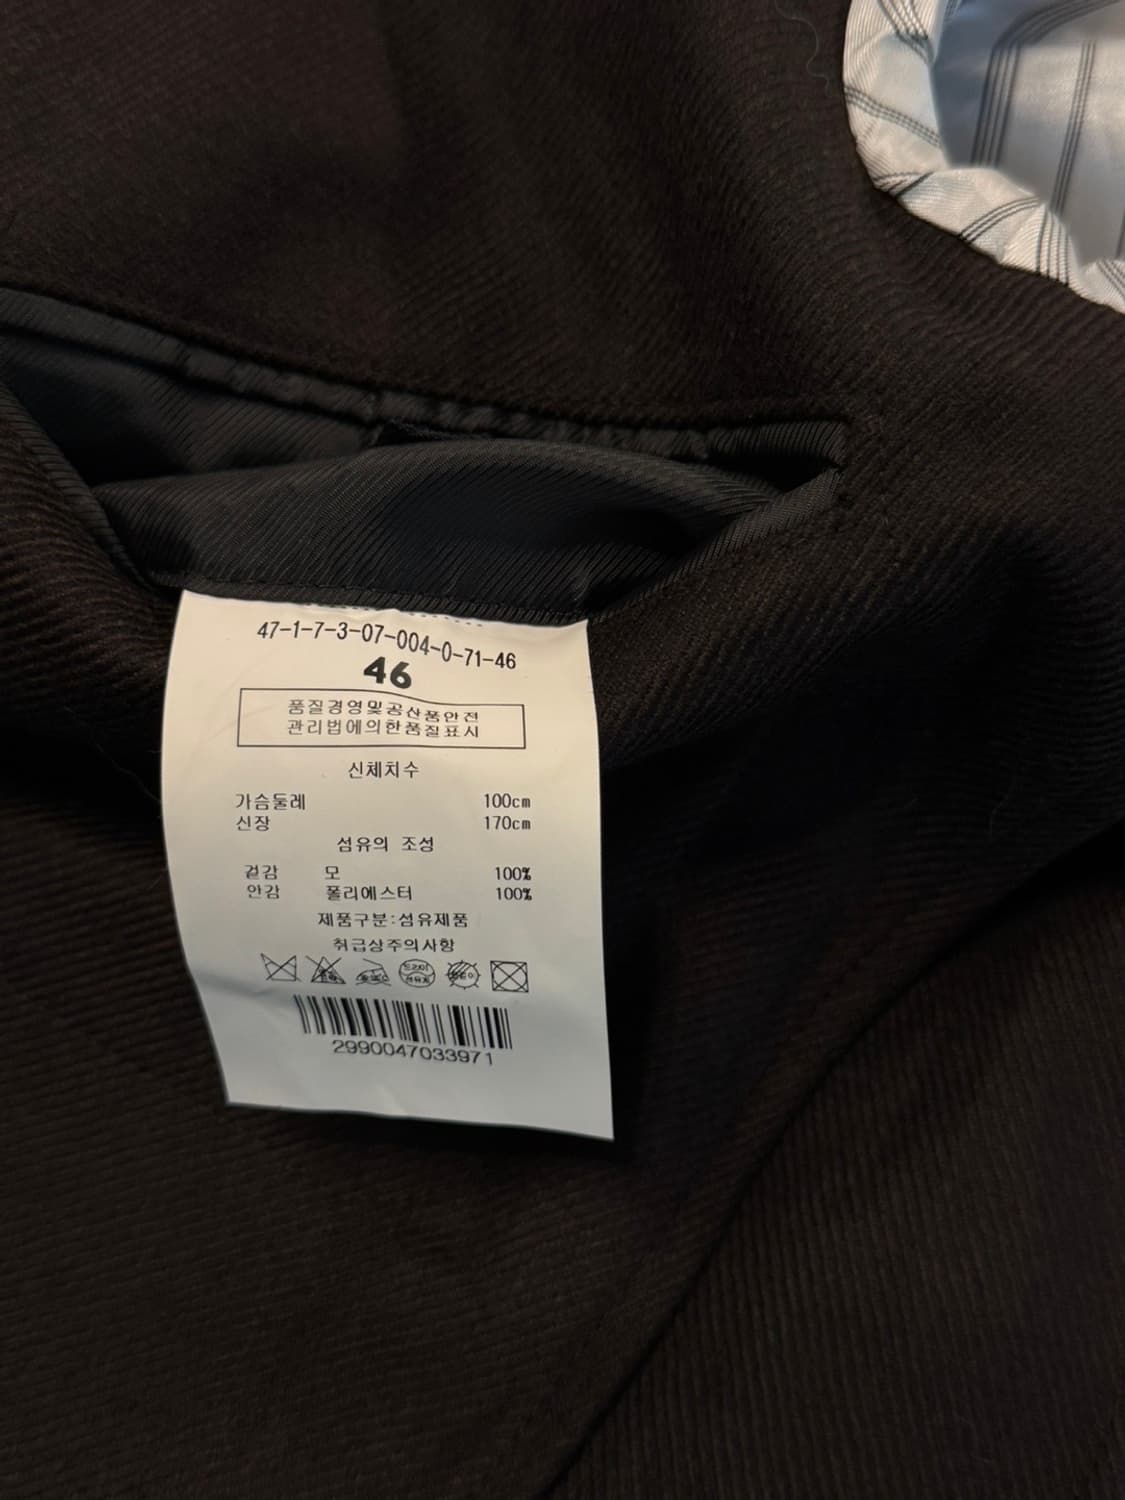 47-1-7-3-07-004-0-71-46
46
품질경영및공산품안전
관리법에의한품질표시
신체치수
가슴둘레 100cm
신장 170cm
섬유의 조성
겉감 모 100%
안감 폴리에스터 100%
제품구분:섬유제품
취급상주의사항
드라이
2990047033971